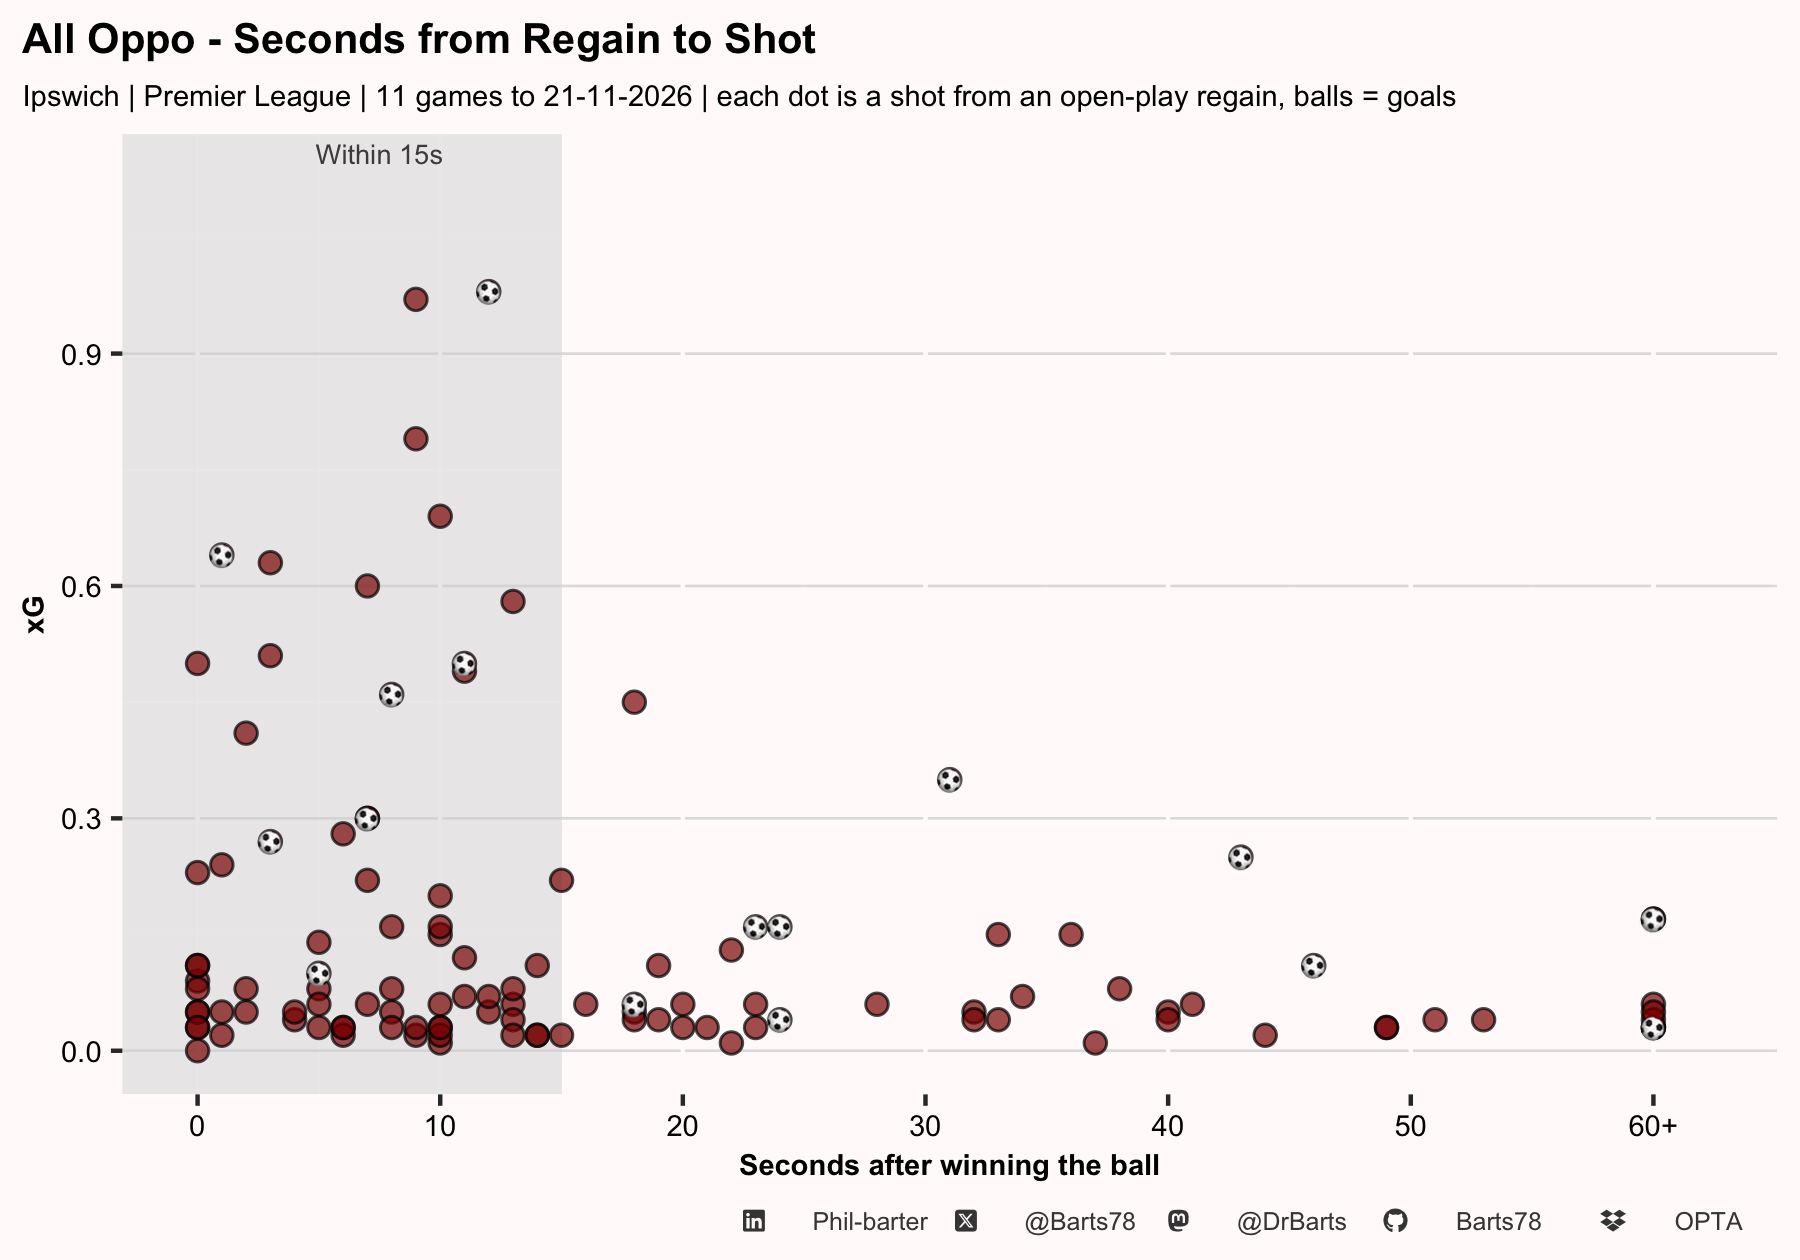 All Oppo - Seconds from Regain to Shot
Ipswich | Premier League | 11 games to 21-11-2026 | each dot is a shot from an open-play regain, balls = goals
Within 15s
0.9
0.6
0.3
0.0
xG
0 10 20 30 40 50 60+
Seconds after winning the ball
Phil-barter @Barts78 @DrBarts Barts78 OPTA